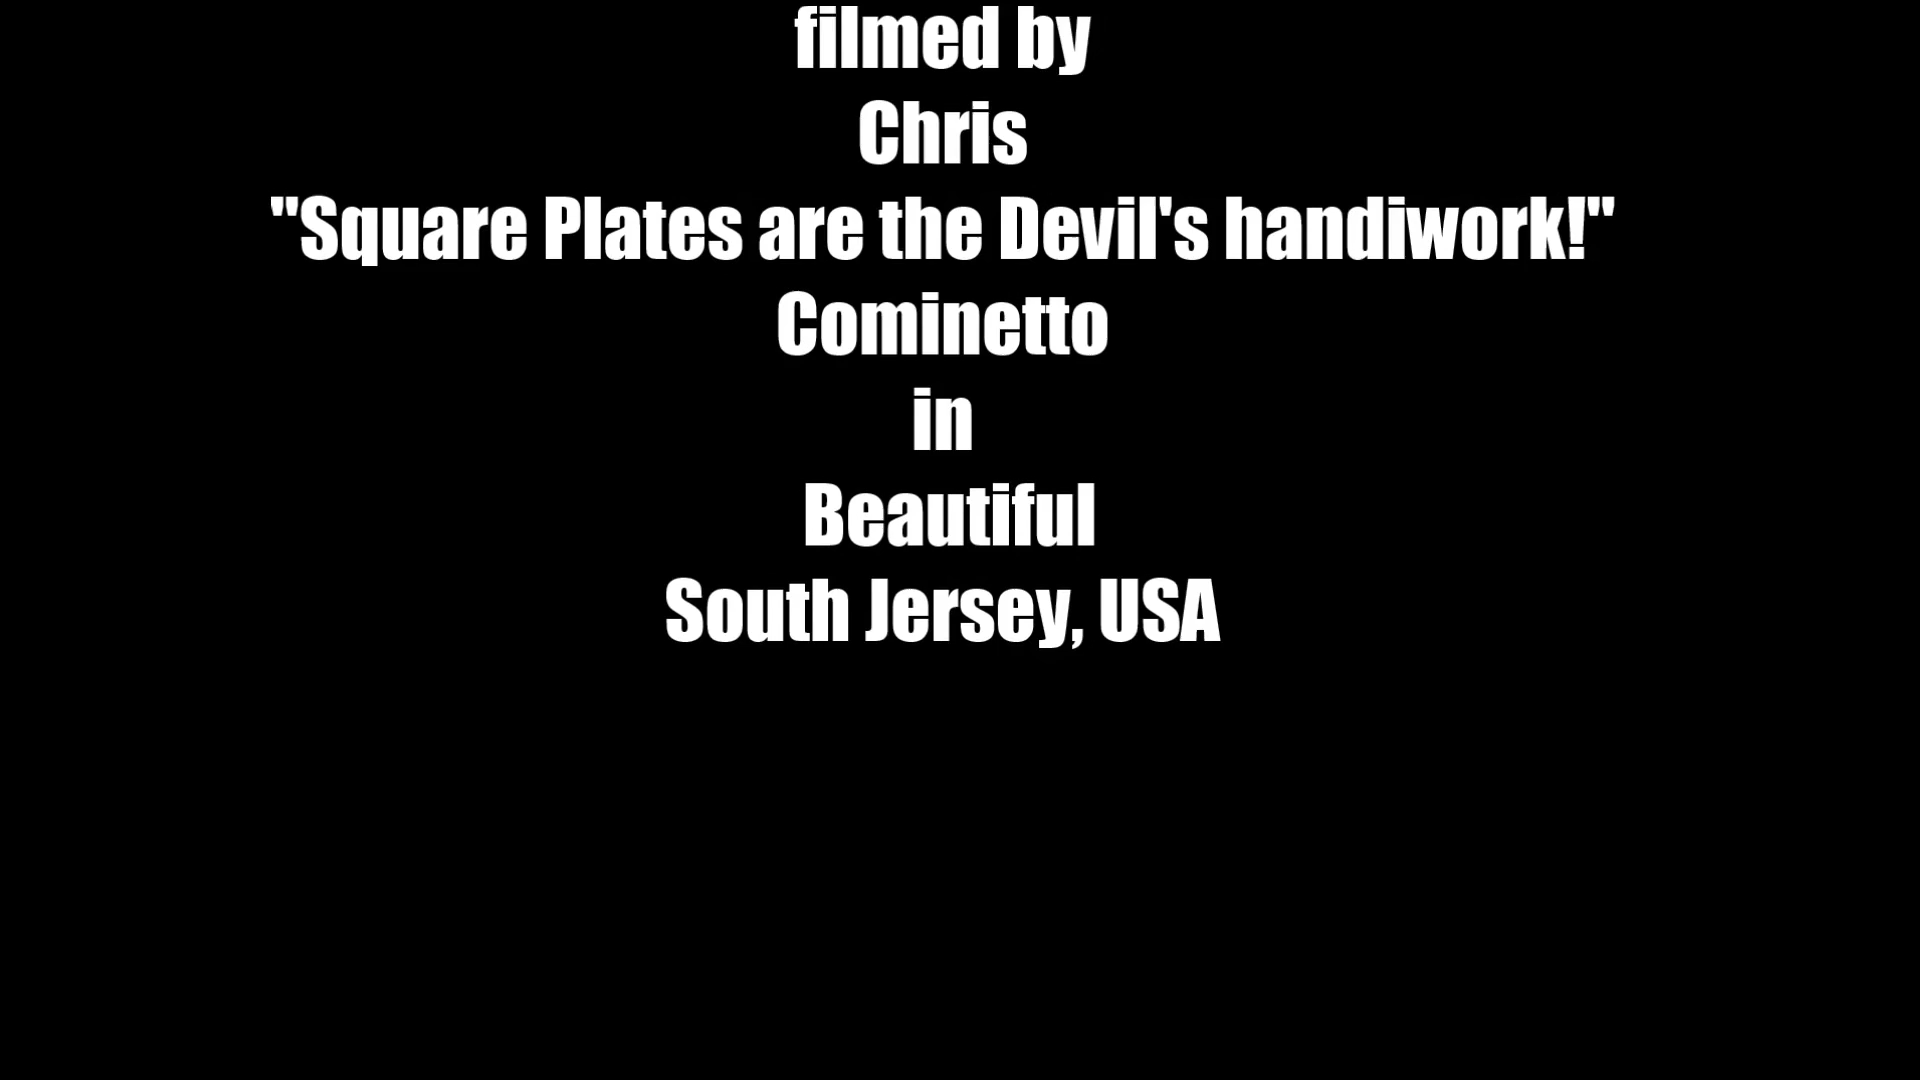 filmed by
Chris
"Square Plates are the Devil's handiwork!"
Cominetto
in
Beautiful
South Jersey, USA